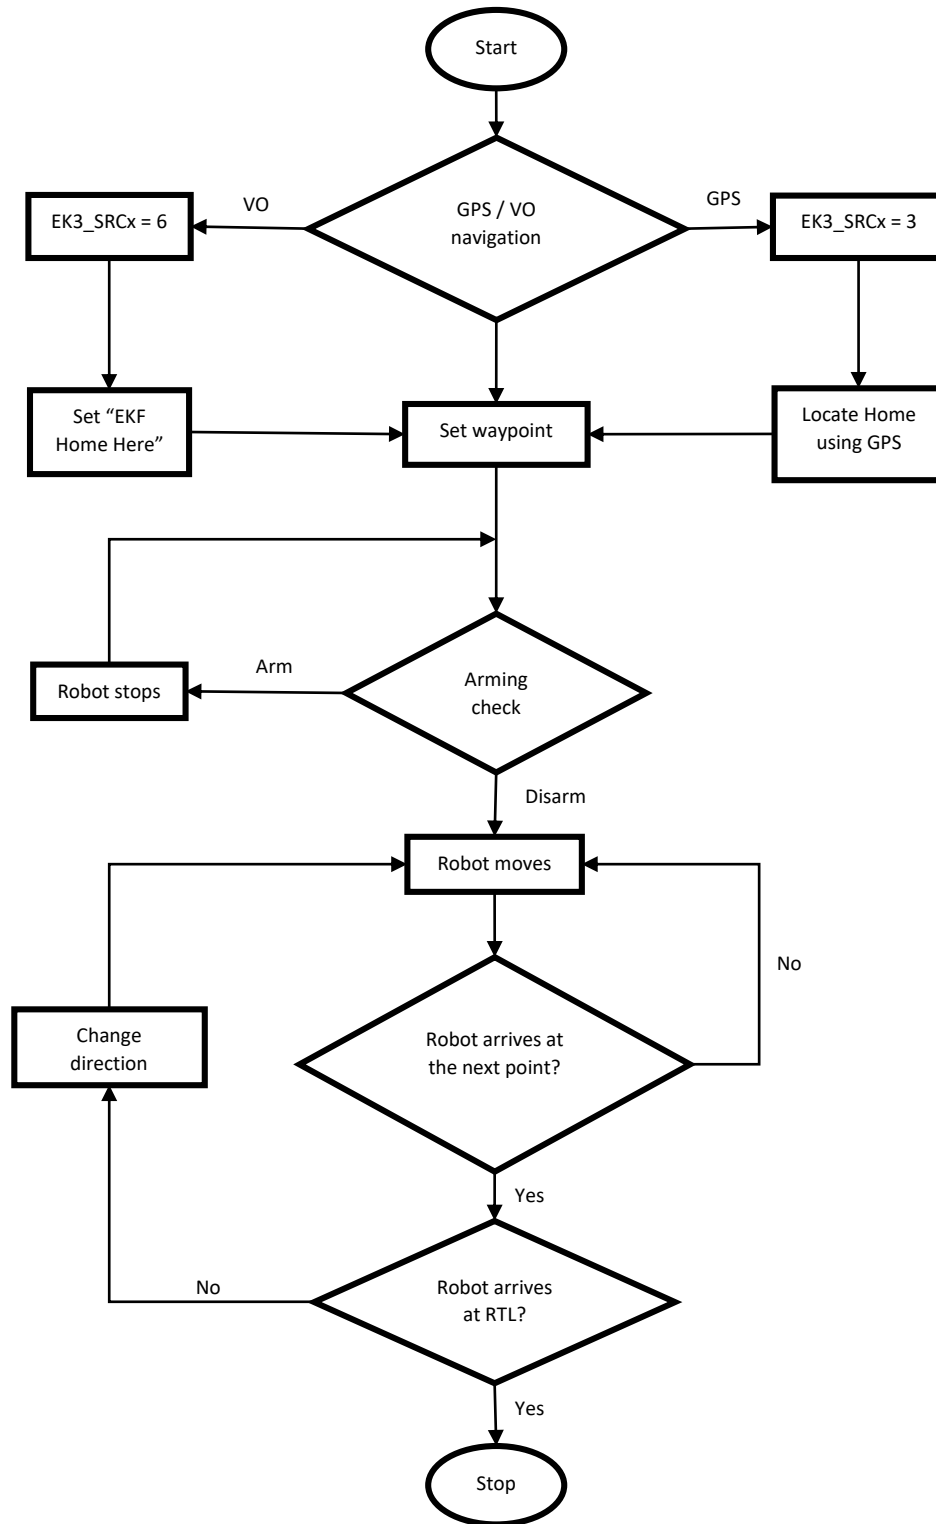 Start
VO
GPS
EK3_SRCx = 6
GPS / VO
navigation
EK3_SRCx = 3
Set “EKF
Home Here”
Set waypoint
Locate Home
using GPS
Arm
Robot stops
Arming
check
Disarm
Robot moves
No
Change
direction
Robot arrives at
the next point?
Yes
No
Robot arrives
at RTL?
Yes
Stop